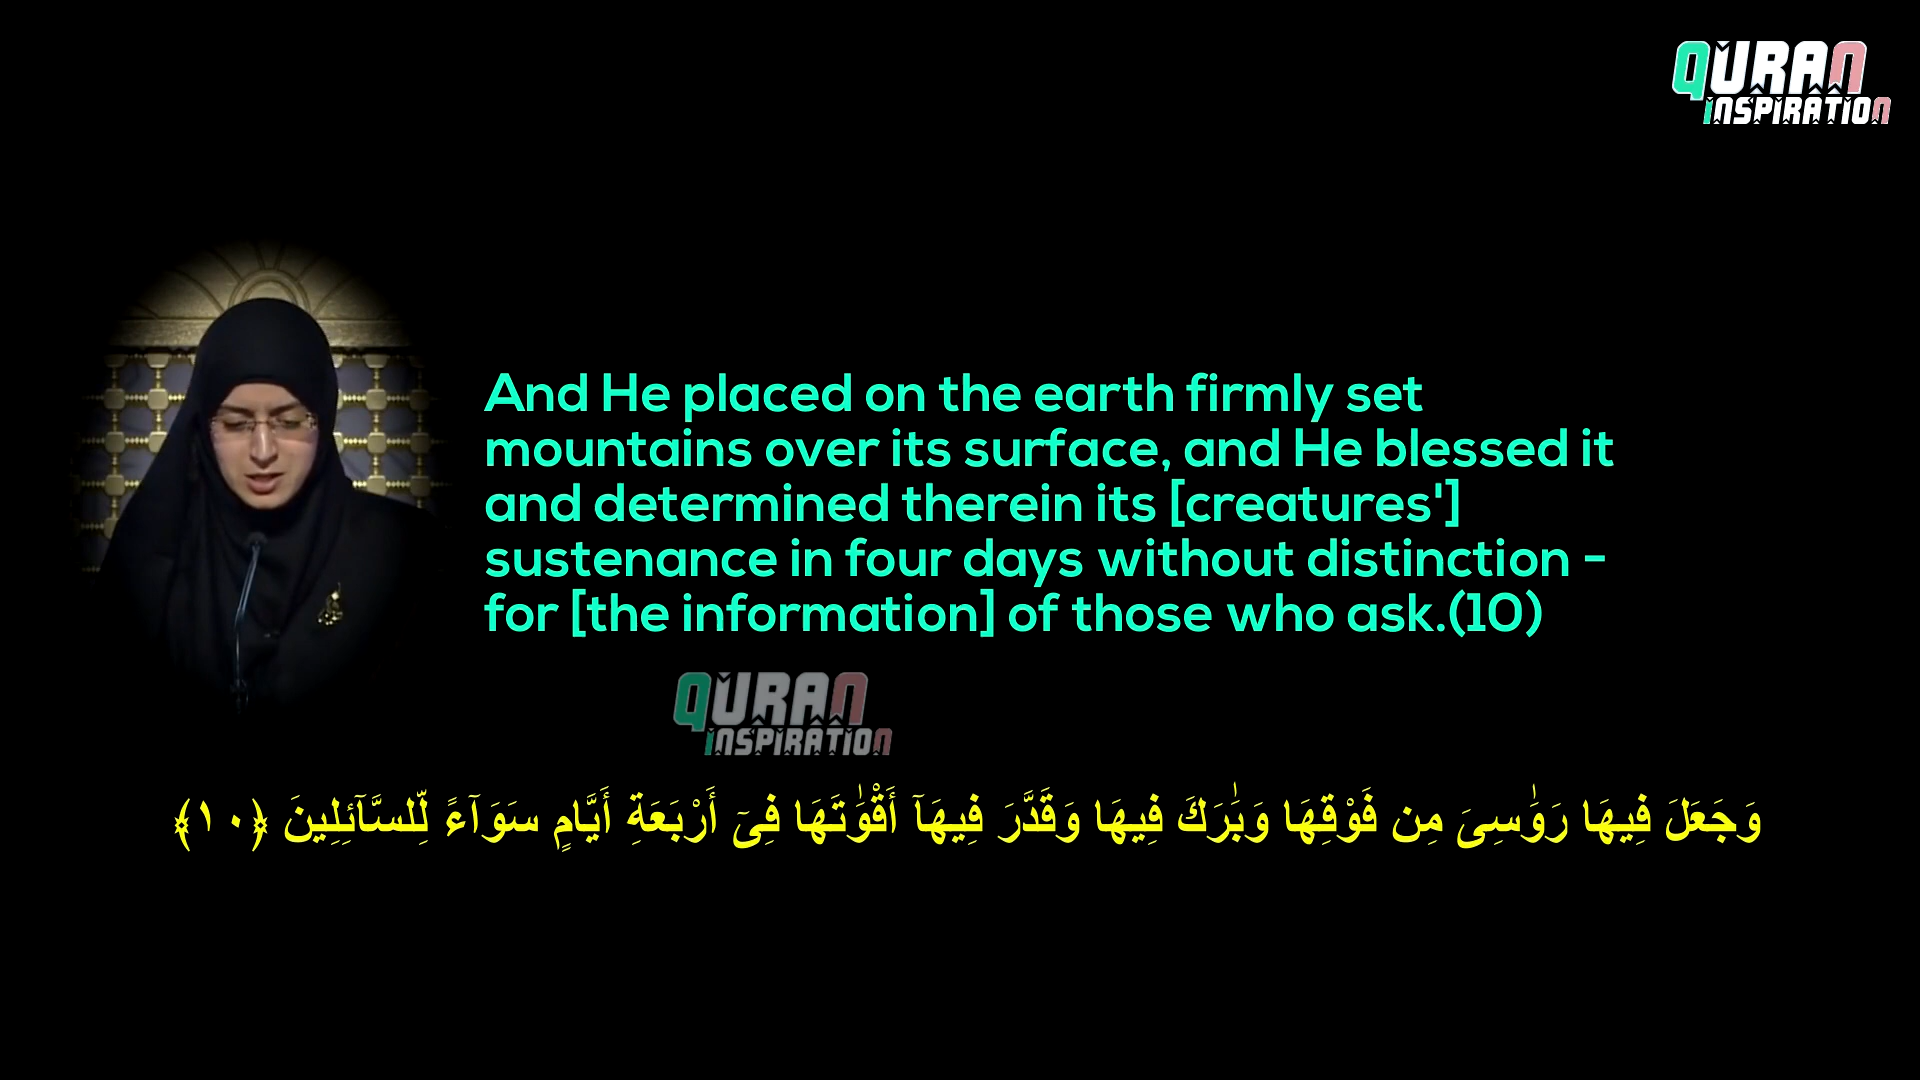 QURAN
iNSPiRATiON
And He placed on the earth firmly set
mountains over its surface, and He blessed it
and determined therein its [creatures']
sustenance in four days without distinction -
for [the information] of those who ask.(10)
QURAN
iNSPiRATiON
وَجَعَلَ فِيهَا رَوَٰسِىَ مِن فَوْقِهَا وَبَٰرَكَ فِيهَا وَقَدَّرَ فِيهَآ أَقْوَٰتَهَا فِىٓ أَرْبَعَةِ أَيَّامٍ سَوَآءً لِّلسَّآئِلِينَ ﴿١٠﴾